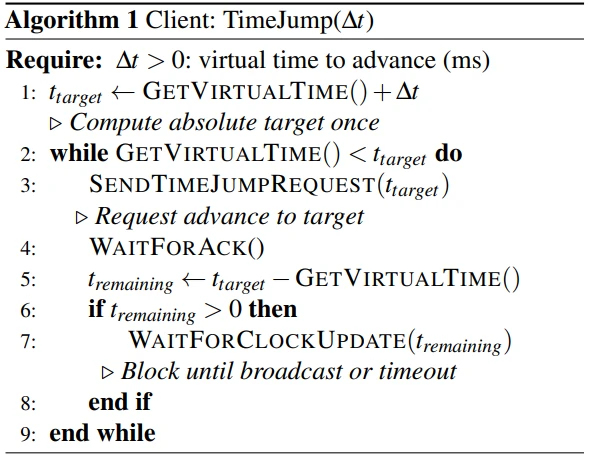 Algorithm 1 Client: TimeJump(Δt)
Require: Δt > 0: virtual time to advance (ms)
1: t_target ← GETVIRTUALTIME() + Δt
▷ Compute absolute target once
2: while GETVIRTUALTIME() < t_target do
3: SENDTIMEJUMPREQUEST(t_target)
▷ Request advance to target
4: WAITFORACK()
5: t_remaining ← t_target − GETVIRTUALTIME()
6: if t_remaining > 0 then
7: WAITFORCLOCKUPDATE(t_remaining)
▷ Block until broadcast or timeout
8: end if
9: end while